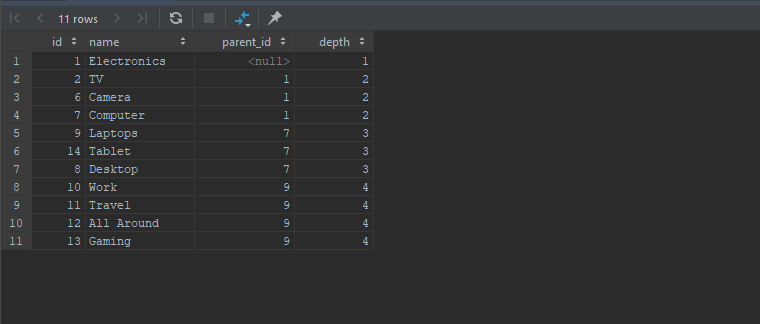 11 rows
id name parent_id depth
1 1 Electronics <null> 1
2 2 TV 1 2
3 6 Camera 1 2
4 7 Computer 1 2
5 9 Laptops 7 3
6 14 Tablet 7 3
7 8 Desktop 7 3
8 10 Work 9 4
9 11 Travel 9 4
10 12 All Around 9 4
11 13 Gaming 9 4